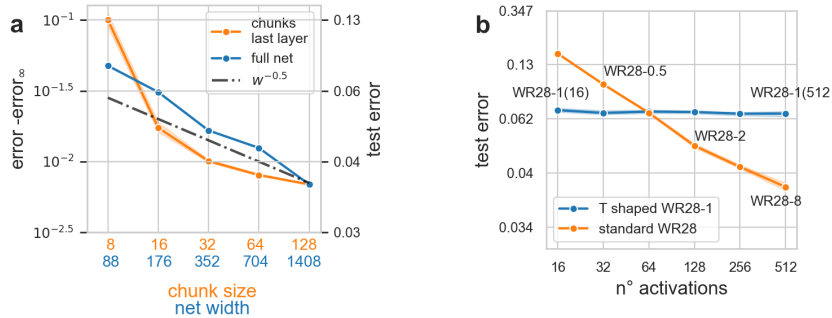 a
error -error∞
10⁻¹
10⁻¹·⁵
10⁻²
10⁻²·⁵
chunks
last layer
full net
w⁻⁰·⁵
0.13
0.06
0.04
0.03
test error
8 16 32 64 128
88 176 352 704 1408
chunk size
net width
b
test error
0.347
0.13
0.062
0.04
0.034
WR28-0.5
WR28-1(16)
WR28-1(512
WR28-2
WR28-8
T shaped WR28-1
standard WR28
16 32 64 128 256 512
n° activations